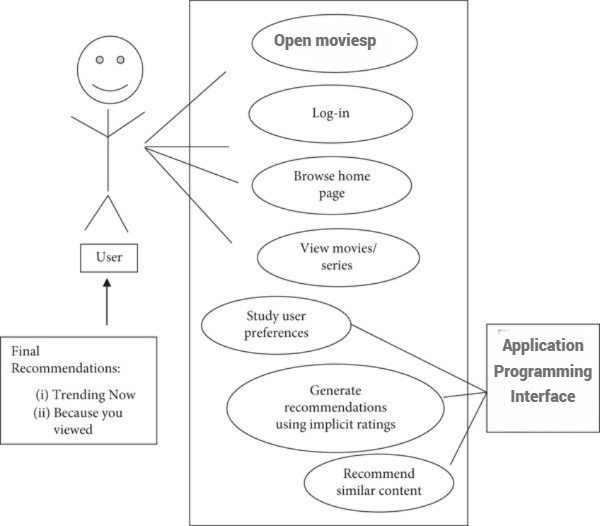 Open moviesp
Log-in
Browse home
page
User
View movies/
series
Study user
preferences
Final
Recommendations:
(i) Trending Now
(ii) Because you
viewed
Application
Programming
Interface
Generate
recommendations
using implicit ratings
Recommend
similar content